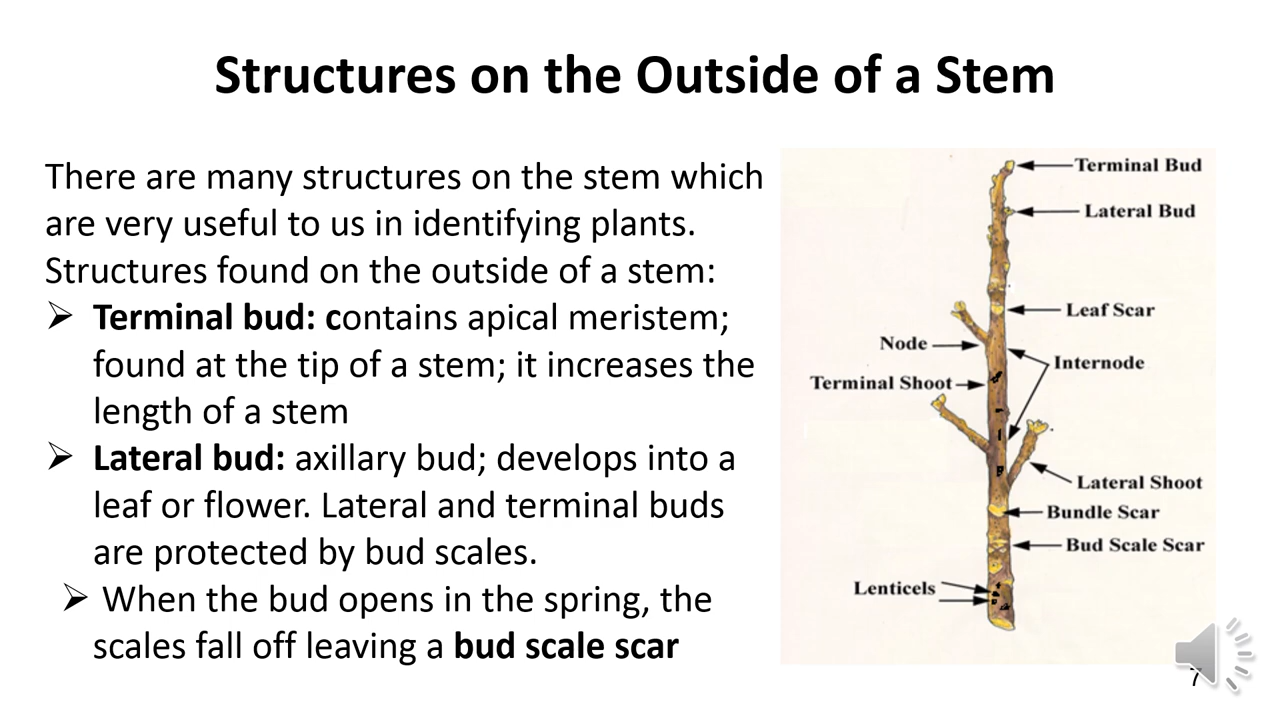 Structures on the Outside of a Stem
There are many structures on the stem which
are very useful to us in identifying plants.
Structures found on the outside of a stem:
➢ Terminal bud: contains apical meristem;
found at the tip of a stem; it increases the
length of a stem
➢ Lateral bud: axillary bud; develops into a
leaf or flower. Lateral and terminal buds
are protected by bud scales.
➢ When the bud opens in the spring, the
scales fall off leaving a bud scale scar
Terminal Bud
Lateral Bud
Leaf Scar
Node
Internode
Terminal Shoot
Lateral Shoot
Bundle Scar
Bud Scale Scar
Lenticels
7